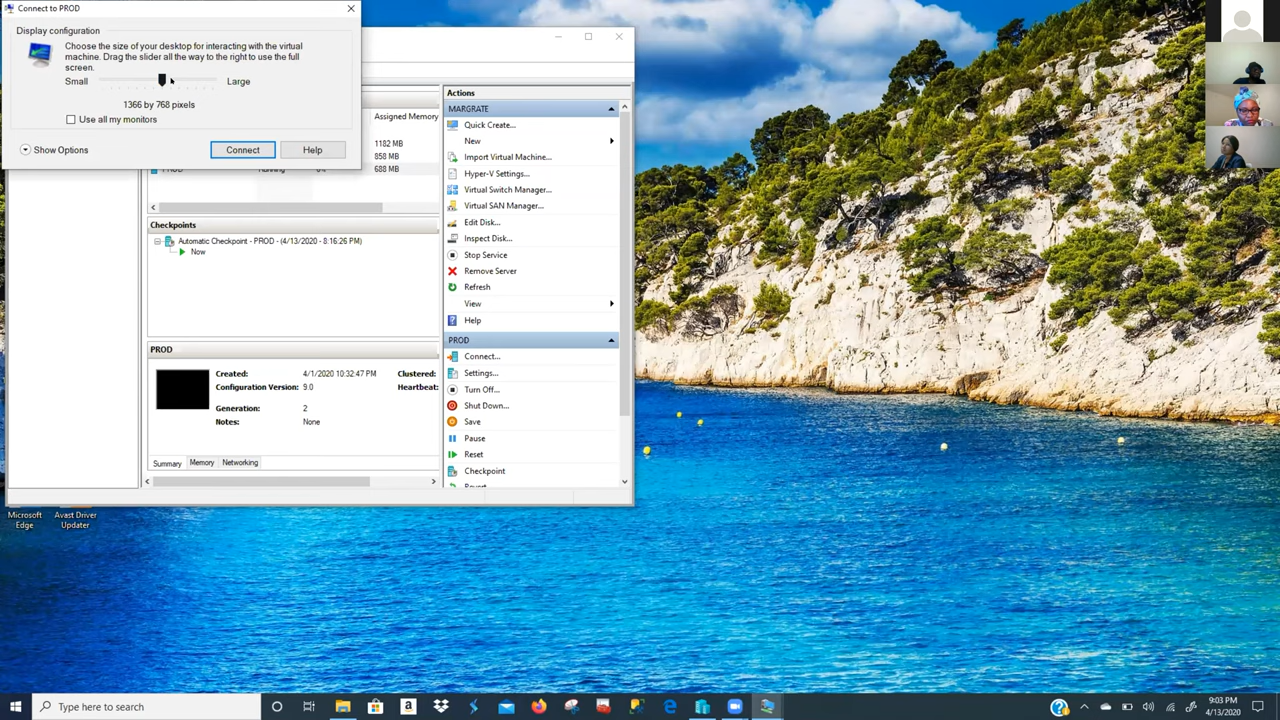 Connect to PROD
Display configuration
Choose the size of your desktop for interacting with the virtual
machine. Drag the slider all the way to the right to use the full
screen.
Small
Large
1366 by 768 pixels
Use all my monitors
Show Options
Connect
Help
Assigned Memory
1182 MB
858 MB
688 MB
Checkpoints
Automatic Checkpoint - PROD - (4/13/2020 - 8:16:26 PM)
Now
PROD
Created:
4/1/2020 10:32:47 PM
Clustered:
Configuration Version:
9.0
Heartbeat:
Generation:
2
Notes:
None
Summary
Memory
Networking
Actions
MARGRATE
Quick Create...
New
Import Virtual Machine...
Hyper-V Settings...
Virtual Switch Manager...
Virtual SAN Manager...
Edit Disk...
Inspect Disk...
Stop Service
Remove Server
Refresh
View
Help
PROD
Connect...
Settings...
Turn Off...
Shut Down...
Save
Pause
Reset
Checkpoint
Microsoft
Edge
Avast Driver
Updater
Type here to search
9:03 PM
4/13/2020